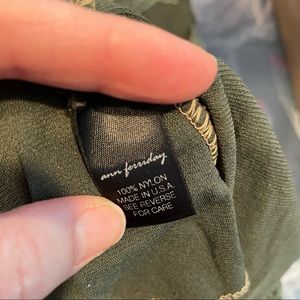 ann ferriday
100% NYLON
MADE IN U.S.A.
SEE REVERSE
FOR CARE